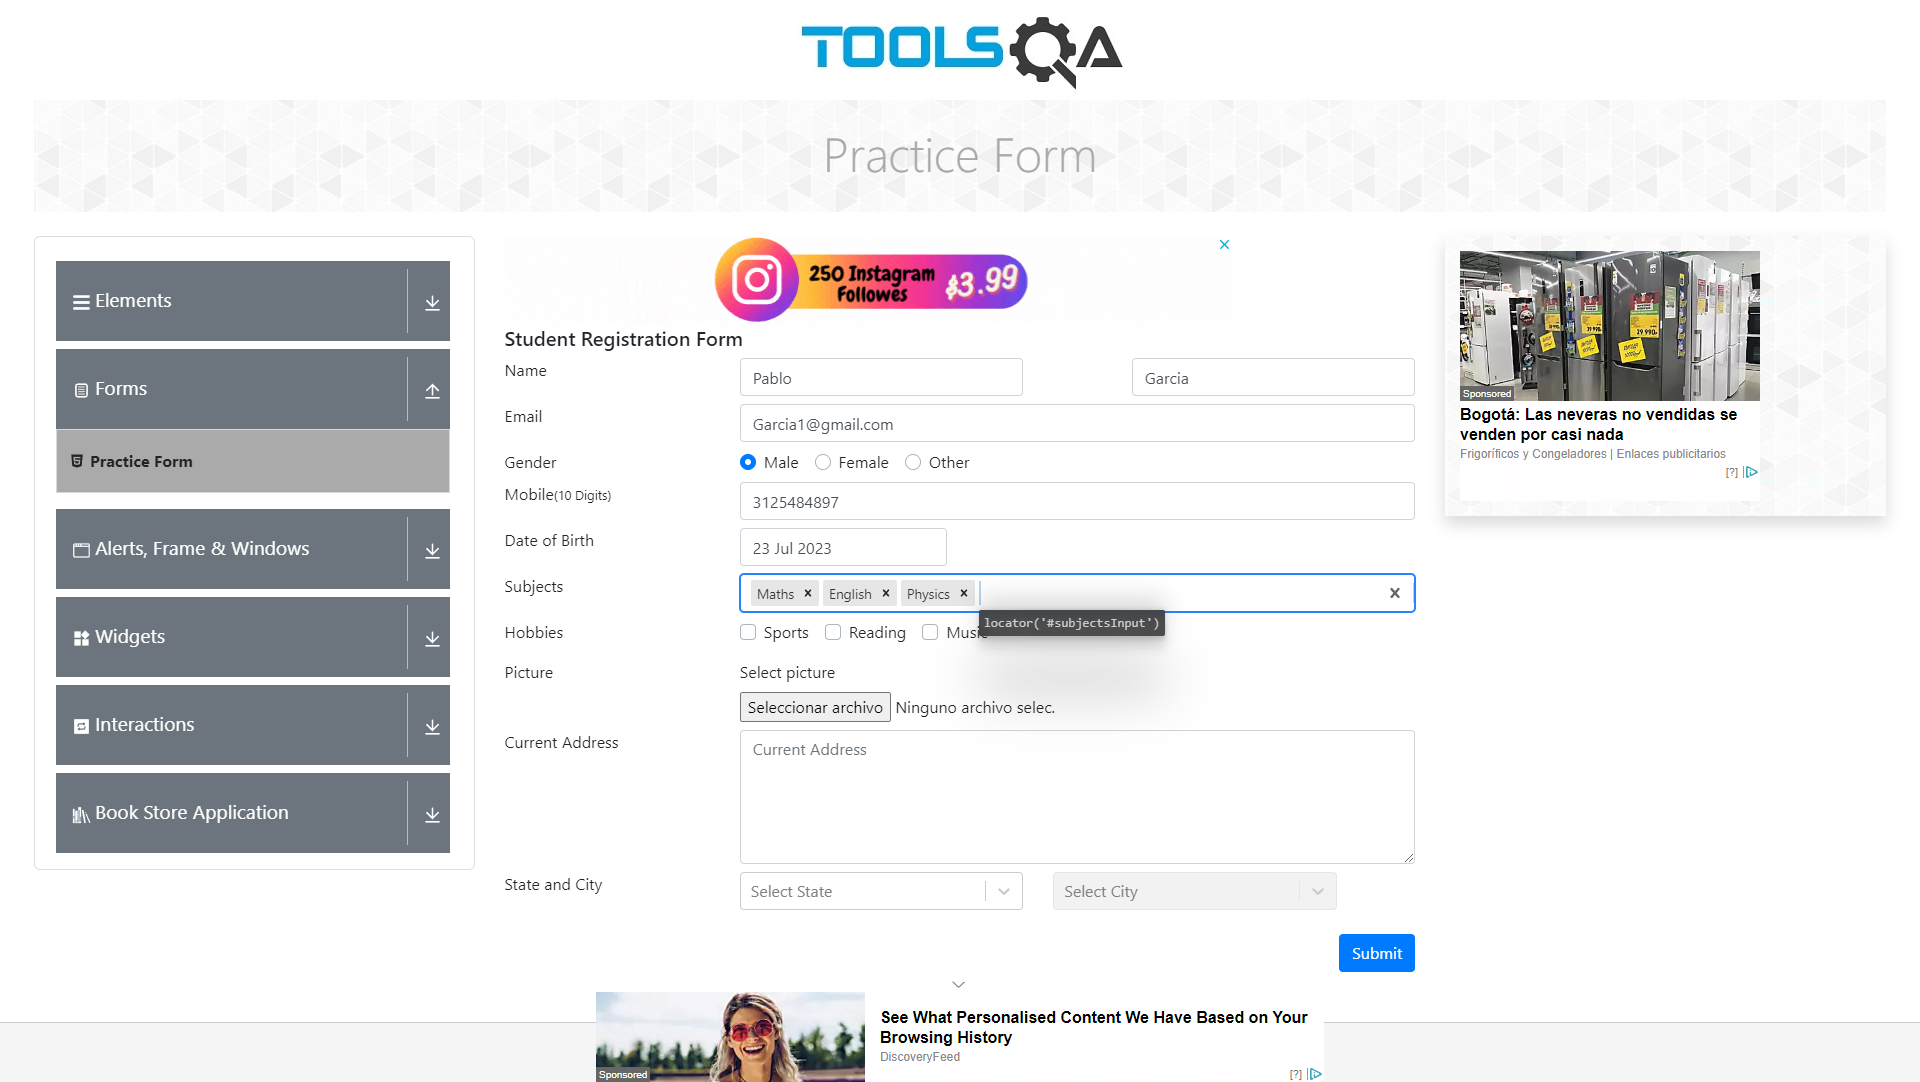 TOOLSQA
Practice Form
Elements
Forms
Practice Form
Alerts, Frame & Windows
Widgets
Interactions
Book Store Application
250 Instagram
Followes
$3.99
Student Registration Form
Name
Pablo
Garcia
Email
Garcia1@gmail.com
Gender
Male
Female
Other
Mobile(10 Digits)
3125484897
Date of Birth
23 Jul 2023
Subjects
Maths
English
Physics
locator('#subjectsInput')
Hobbies
Sports
Reading
Music
Picture
Select picture
Seleccionar archivo
Ninguno archivo selec.
Current Address
Current Address
State and City
Select State
Select City
Submit
Sponsored
Bogotá: Las neveras no vendidas se
venden por casi nada
Frigoríficos y Congeladores | Enlaces publicitarios
[?]
Sponsored
See What Personalised Content We Have Based on Your
Browsing History
DiscoveryFeed
[?]